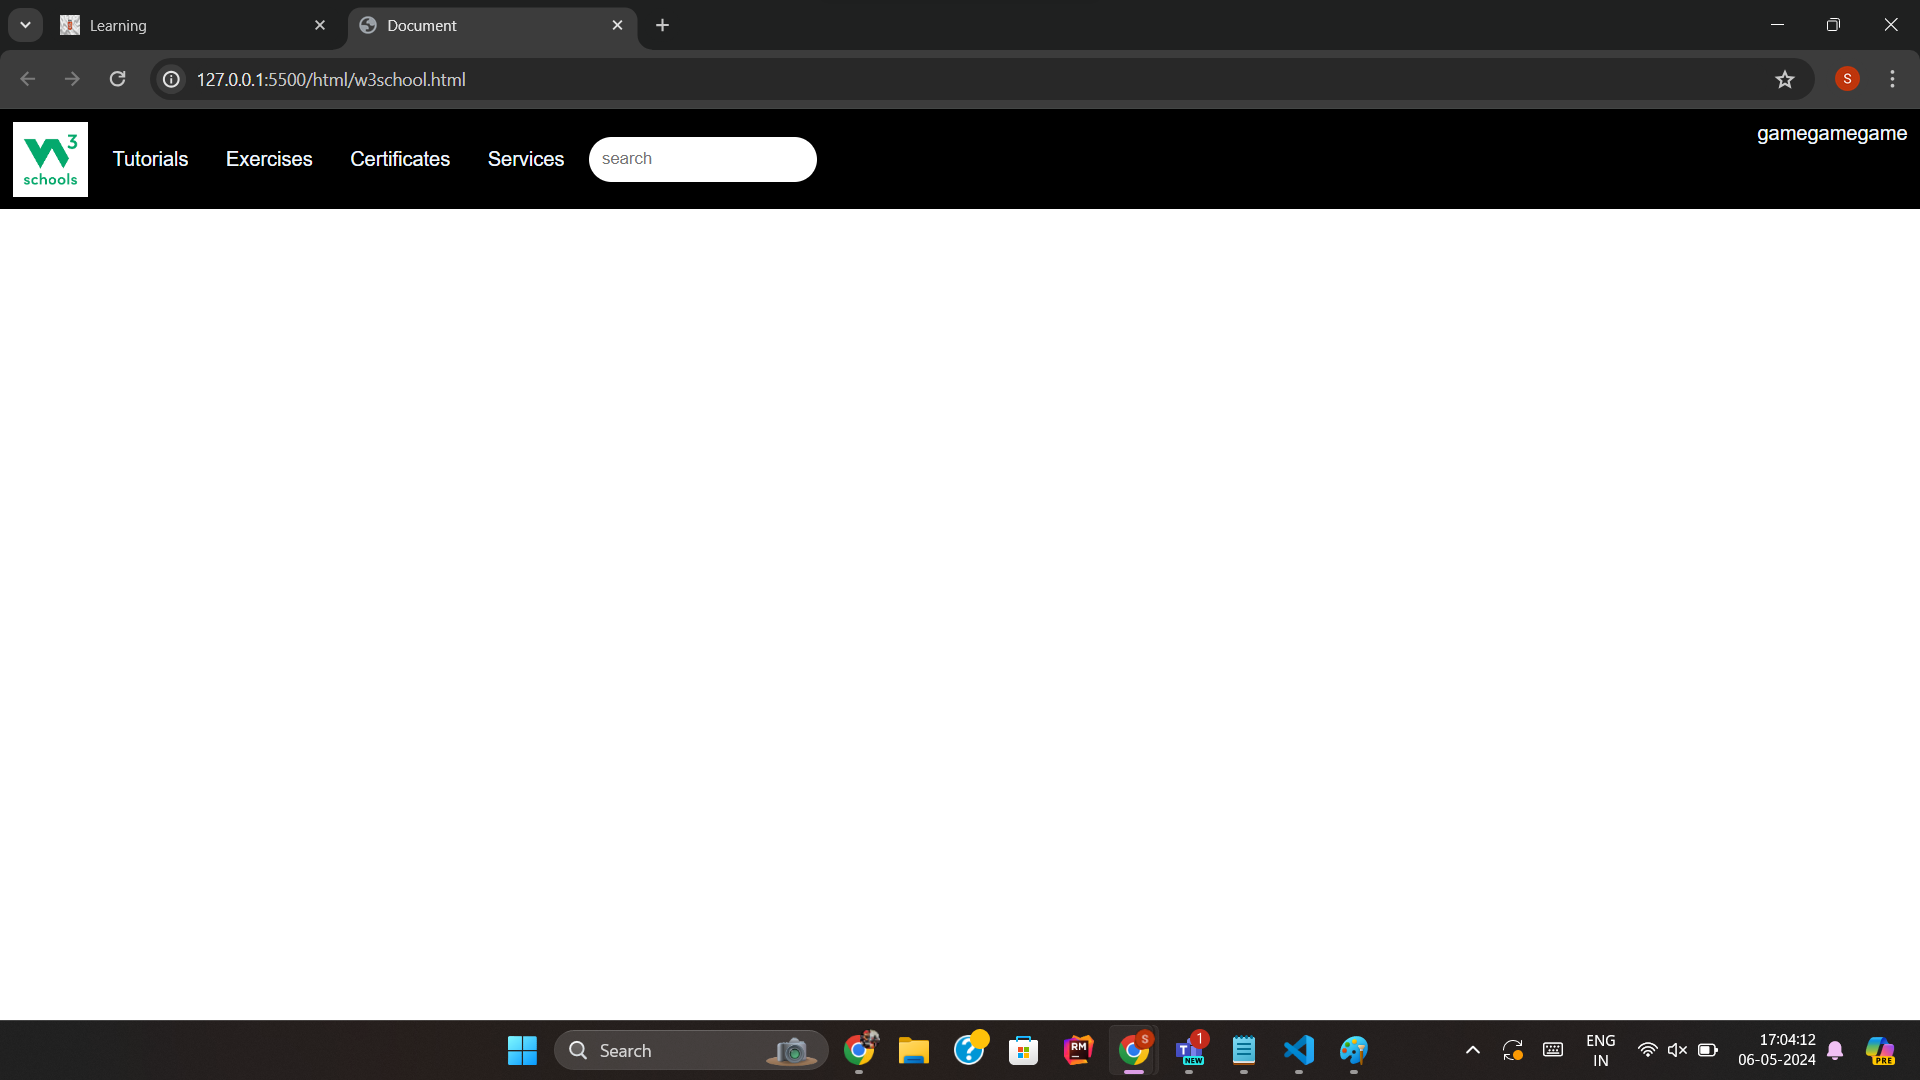 Learning
Document
127.0.0.1:5500/html/w3school.html
S
W3
schools
Tutorials
Exercises
Certificates
Services
search
gamegamegame
Search
RM
S
T
1
NEW
ENG
IN
17:04:12
06-05-2024
PRE